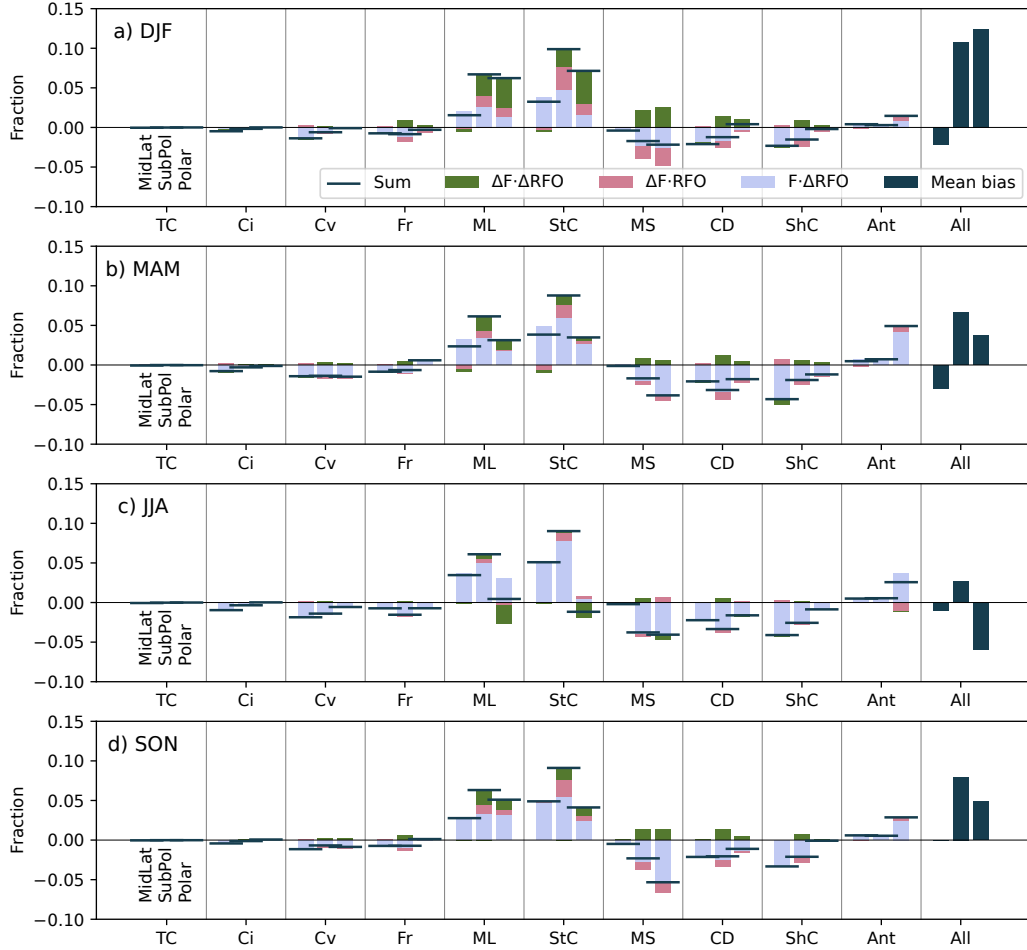 a) DJF
Fraction
0.15
0.10
0.05
0.00
−0.05
−0.10
MidLat
SubPol
Polar
Sum
ΔF·ΔRFO
ΔF·RFO
F·ΔRFO
Mean bias
TC Ci Cv Fr ML StC MS CD ShC Ant All
b) MAM
Fraction
0.15
0.10
0.05
0.00
−0.05
−0.10
MidLat
SubPol
Polar
TC Ci Cv Fr ML StC MS CD ShC Ant All
c) JJA
Fraction
0.15
0.10
0.05
0.00
−0.05
−0.10
MidLat
SubPol
Polar
TC Ci Cv Fr ML StC MS CD ShC Ant All
d) SON
Fraction
0.15
0.10
0.05
0.00
−0.05
−0.10
MidLat
SubPol
Polar
TC Ci Cv Fr ML StC MS CD ShC Ant All